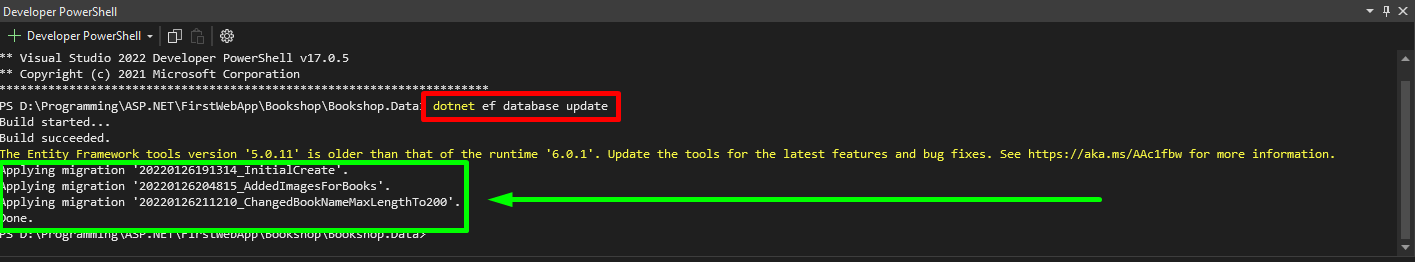 Developer PowerShell
Developer PowerShell
** Visual Studio 2022 Developer PowerShell v17.0.5
** Copyright (c) 2021 Microsoft Corporation
**********************************************************************
PS D:\Programming\ASP.NET\FirstWebApp\Bookshop\Bookshop.Data> dotnet ef database update
Build started...
Build succeeded.
The Entity Framework tools version '5.0.11' is older than that of the runtime '6.0.1'. Update the tools for the latest features and bug fixes. See https://aka.ms/AAc1fbw for more information.
Applying migration '20220126191314_InitialCreate'.
Applying migration '20220126204815_AddedImagesForBooks'.
Applying migration '20220126211210_ChangedBookNameMaxLengthTo200'.
Done.
PS D:\Programming\ASP.NET\FirstWebApp\Bookshop\Bookshop.Data>